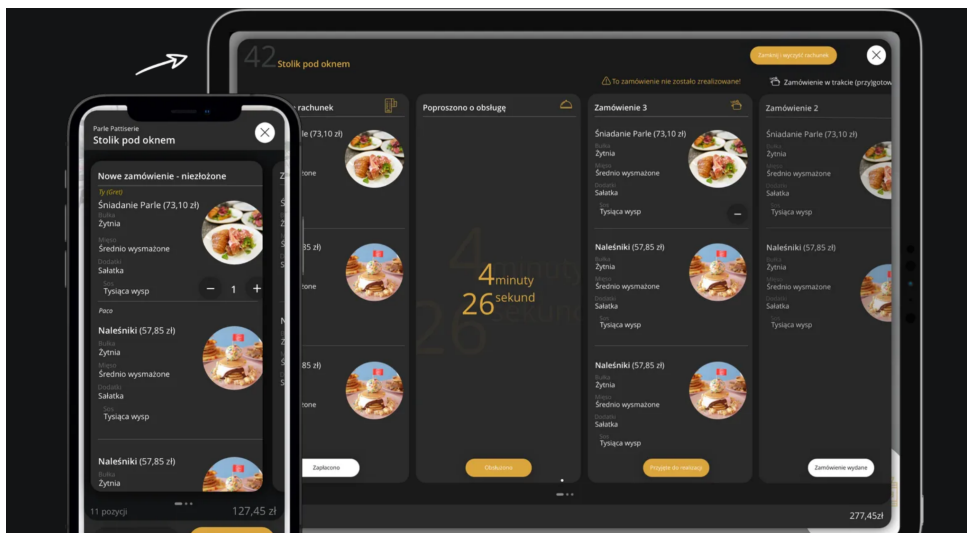 42 Stolik pod oknem
Zamknij i wyczyść rachunek
To zamówienie nie zostało zrealizowane!
Zamówienie w trakcie (przy)gotow
rachunek
le (73,10 zł)
zone
85 zł)
zone
85 zł)
zone
Zapłacono
Poproszono o obsługę
4 minuty
26 sekund
Obsłużono
Zamówienie 3
Śniadanie Parle (73,10 zł)
Bułka
Żytnia
Mięso
Średnio wysmażone
Dodatki
Sałatka
Sos
Tysiąca wysp
Naleśniki (57,85 zł)
Bułka
Żytnia
Mięso
Średnio wysmażone
Dodatki
Sałatka
Sos
Tysiąca wysp
Naleśniki (57,85 zł)
Bułka
Żytnia
Mięso
Średnio wysmażone
Dodatki
Sałatka
Sos
Tysiąca wysp
Przyjęte do realizacji
Zamówienie 2
Śniadanie Parle (73,10 zł)
Bułka
Żytnia
Mięso
Średnio wysmażone
Dodatki
Sałatka
Sos
Tysiąca wysp
Naleśniki (57,85 zł)
Bułka
Żytnia
Mięso
Średnio wysmażone
Dodatki
Sałatka
Sos
Tysiąca wysp
Zamówienie wydane
277,45zł
Parle Pattiserie
Stolik pod oknem
Nowe zamówienie - niezłożone
Ty (Gret)
Śniadanie Parle (73,10 zł)
Bułka
Żytnia
Mięso
Średnio wysmażone
Dodatki
Sałatka
Sos
Tysiąca wysp
- 1 +
Paco
Naleśniki (57,85 zł)
Bułka
Żytnia
Mięso
Średnio wysmażone
Dodatki
Sałatka
Sos
Tysiąca wysp
Naleśniki (57,85 zł)
Bułka
Żytnia
11 pozycji
127,45 zł